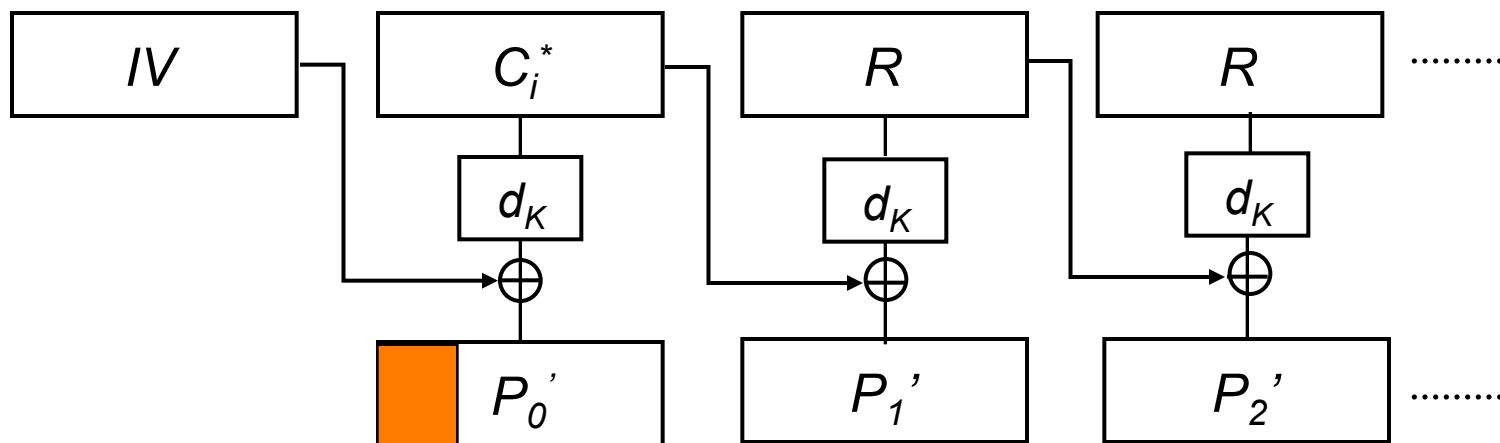 IV C_i^* R R ........
d_K d_K d_K
P_0' P_1' P_2' ........